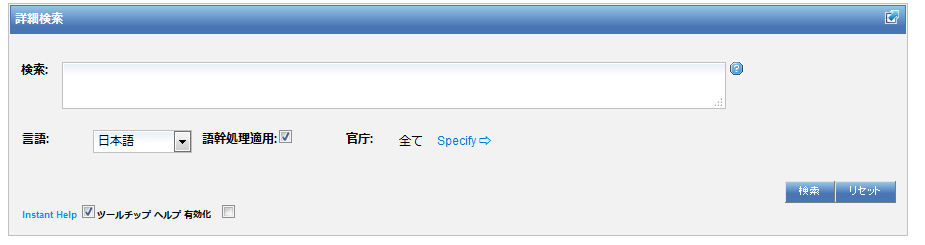 詳細検索
検索:
言語: 日本語 語幹処理適用: 官庁: 全て Specify ⇨
検索 リセット
Instant Help ツールチップ ヘルプ 有効化